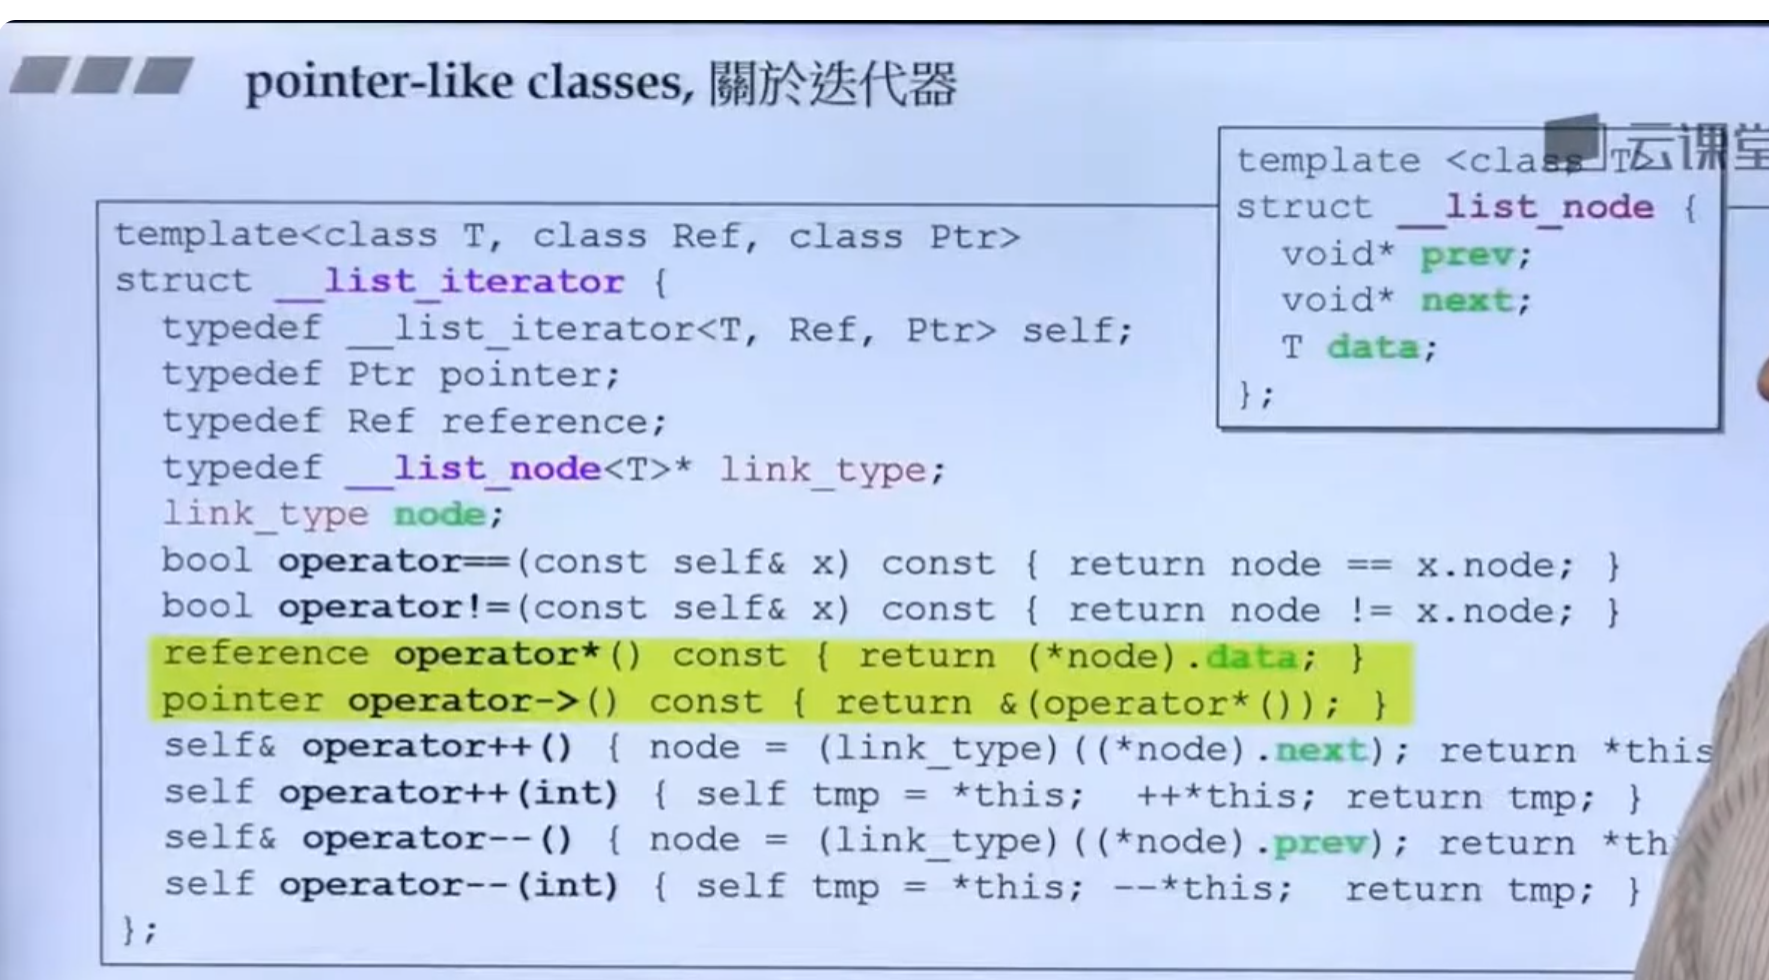 pointer-like classes, 關於迭代器
云课堂
template <class T>
struct __list_node {
void* prev;
void* next;
T data;
};
template<class T, class Ref, class Ptr>
struct __list_iterator {
typedef __list_iterator<T, Ref, Ptr> self;
typedef Ptr pointer;
typedef Ref reference;
typedef __list_node<T>* link_type;
link_type node;
bool operator==(const self& x) const { return node == x.node; }
bool operator!=(const self& x) const { return node != x.node; }
reference operator*() const { return (*node).data; }
pointer operator->() const { return &(operator*()); }
self& operator++() { node = (link_type)((*node).next); return *this
self operator++(int) { self tmp = *this; ++*this; return tmp; }
self& operator--() { node = (link_type)((*node).prev); return *th
self operator--(int) { self tmp = *this; --*this; return tmp; }
};